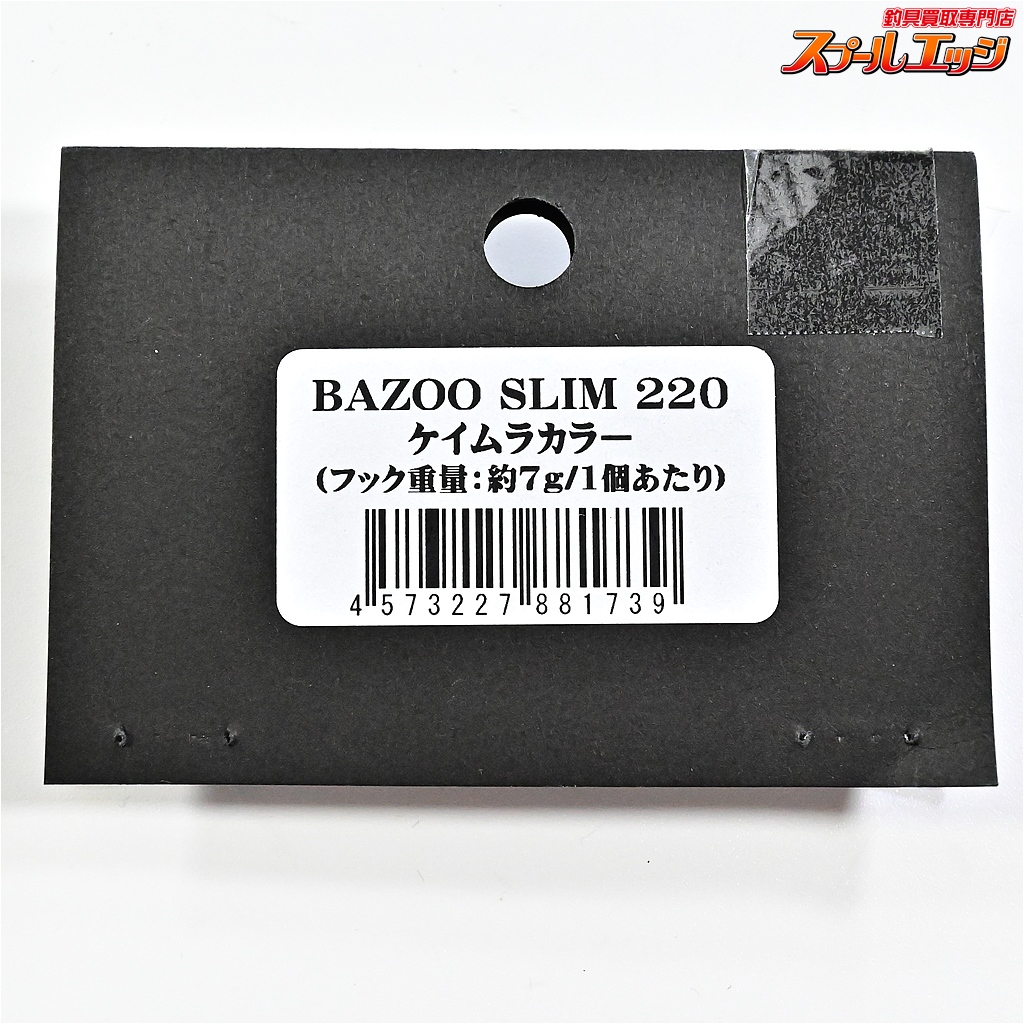 釣具買取専門店
スプールエッジ
BAZOO SLIM 220
ケイムラカラー
(フック重量:約7g/1個あたり)
4 573227 881739